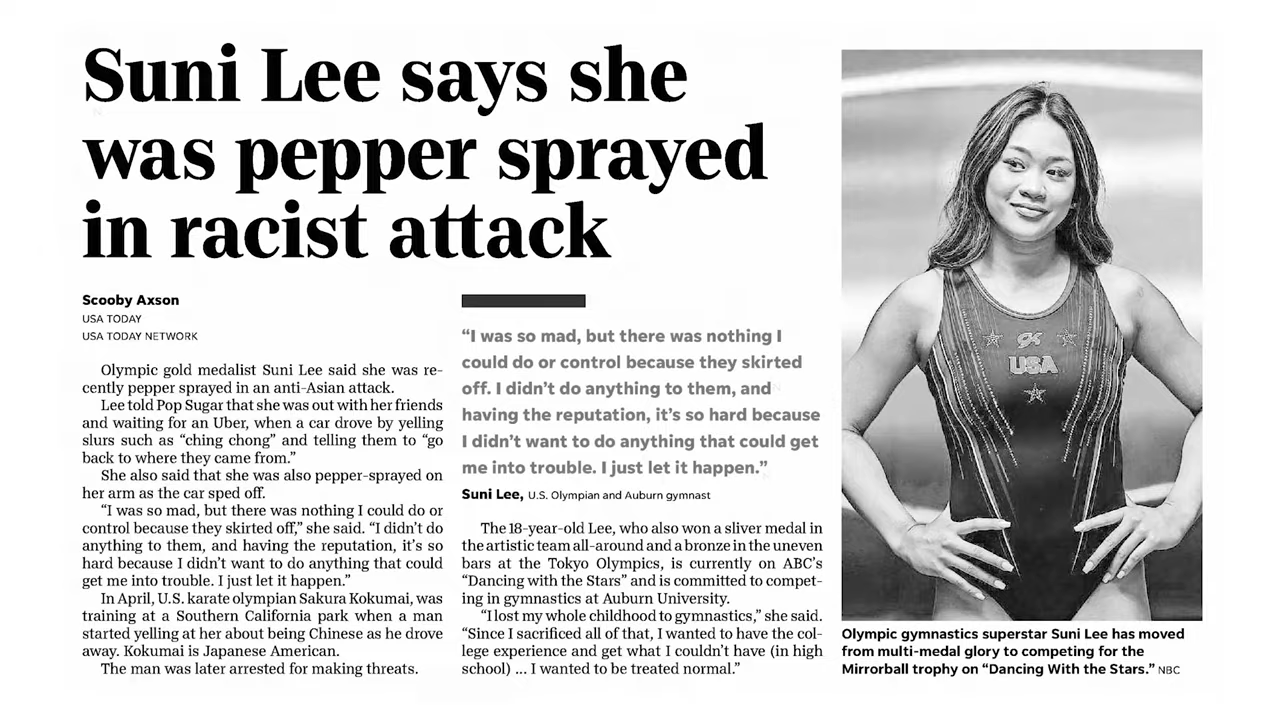 Suni Lee says she
was pepper sprayed
in racist attack
Scooby Axson
USA TODAY
USA TODAY NETWORK
Olympic gold medalist Suni Lee said she was re-
cently pepper sprayed in an anti-Asian attack.
Lee told Pop Sugar that she was out with her friends
and waiting for an Uber, when a car drove by yelling
slurs such as “ching chong” and telling them to “go
back to where they came from.”
She also said that she was also pepper-sprayed on
her arm as the car sped off.
“I was so mad, but there was nothing I could do or
control because they skirted off,” she said. “I didn’t do
anything to them, and having the reputation, it’s so
hard because I didn’t want to do anything that could
get me into trouble. I just let it happen.”
In April, U.S. karate olympian Sakura Kokumai, was
training at a Southern California park when a man
started yelling at her about being Chinese as he drove
away. Kokumai is Japanese American.
The man was later arrested for making threats.
“I was so mad, but there was nothing I
could do or control because they skirted
off. I didn’t do anything to them, and
having the reputation, it’s so hard because
I didn’t want to do anything that could get
me into trouble. I just let it happen.”
Suni Lee, U.S. Olympian and Auburn gymnast
The 18-year-old Lee, who also won a sliver medal in
the artistic team all-around and a bronze in the uneven
bars at the Tokyo Olympics, is currently on ABC’s
“Dancing with the Stars” and is committed to compet-
ing in gymnastics at Auburn University.
“I lost my whole childhood to gymnastics,” she said.
“Since I sacrificed all of that, I wanted to have the col-
lege experience and get what I couldn’t have (in high
school) ... I wanted to be treated normal.”
GK
USA
Olympic gymnastics superstar Suni Lee has moved
from multi-medal glory to competing for the
Mirrorball trophy on “Dancing With the Stars.” NBC